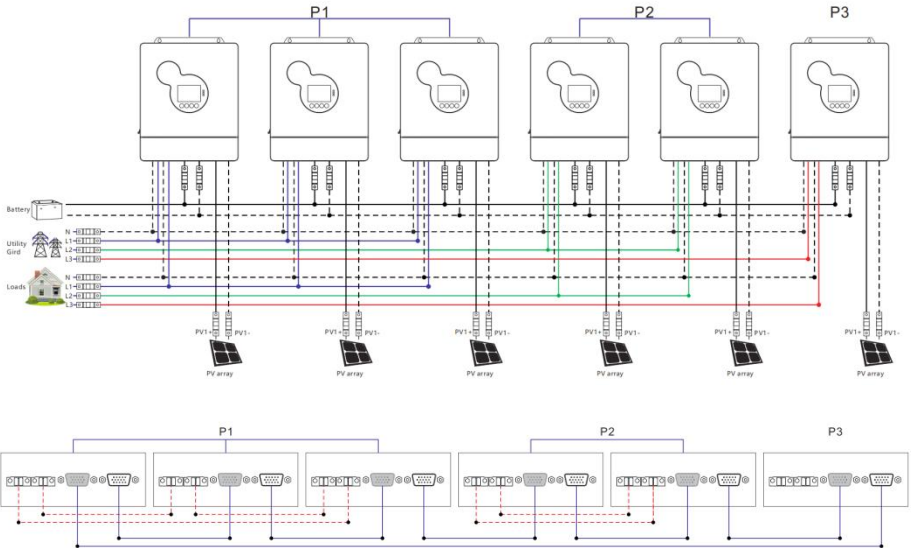 P1 P2 P3
Battery
Utility
Gird
N
L1
L2
L3
Loads
N
L1
L2
L3
PV1+ PV1- PV1+ PV1- PV1+ PV1- PV1+ PV1- PV1+ PV1- PV1+ PV1-
PV array PV array PV array PV array PV array PV array
P1 P2 P3